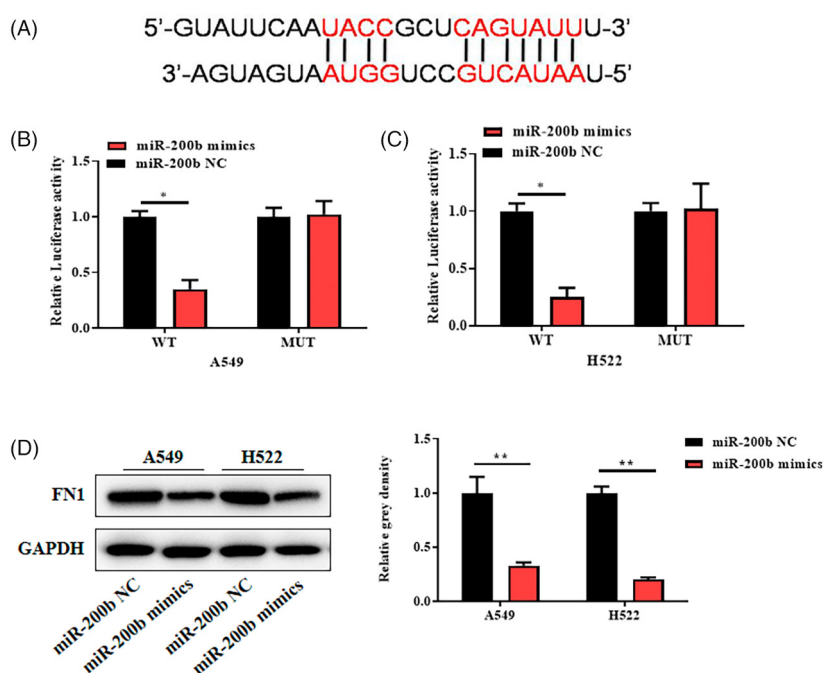 (A)
5'-GUAUUCAAUACCGCUCAGUAUUU-3'
3'-AGUAGUAAUGGUCCGUCAUAAU-5'
(B)
miR-200b mimics
miR-200b NC
Relative Luciferase activity
1.5
1.0
0.5
0.0
*
WT
MUT
A549
(C)
miR-200b mimics
miR-200b NC
Relative Luciferase activity
1.5
1.0
0.5
0.0
*
WT
MUT
H522
(D)
A549 H522
FN1
GAPDH
miR-200b NC
miR-200b mimics
miR-200b NC
miR-200b mimics
Relative grey density
1.5
1.0
0.5
0.0
**
**
A549
H522
miR-200b NC
miR-200b mimics